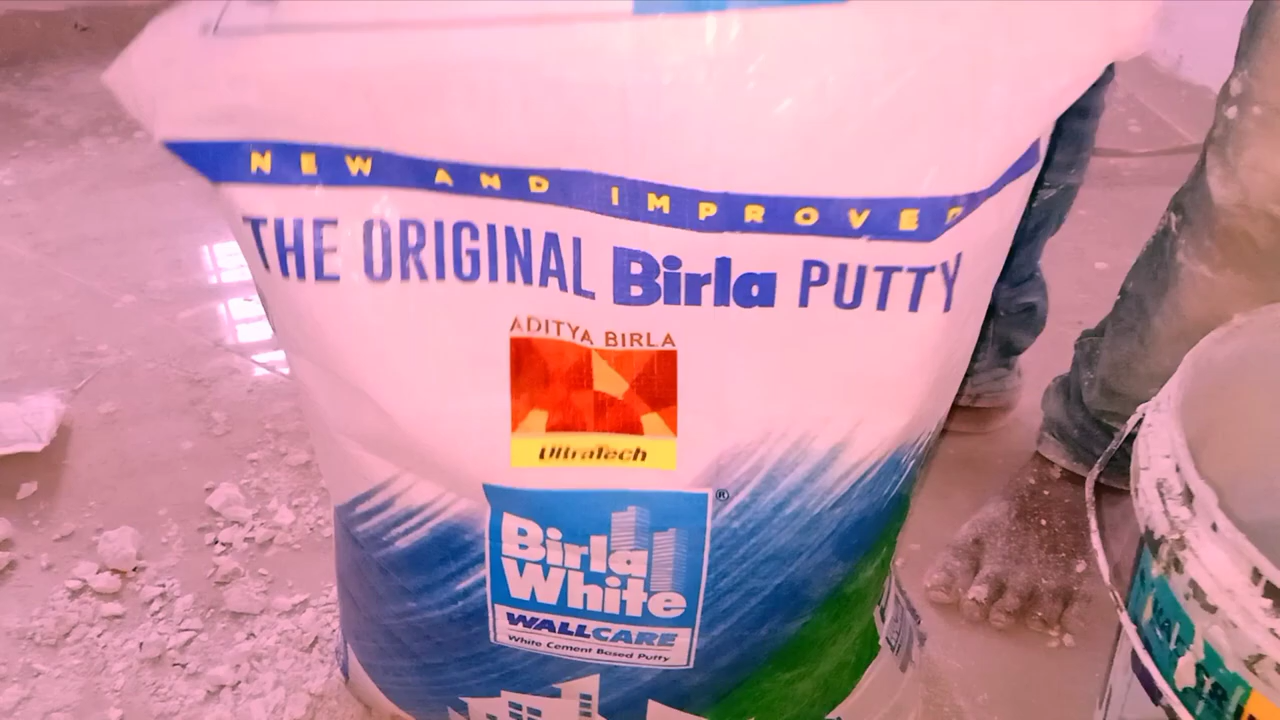 NEW AND IMPROVED
THE ORIGINAL Birla PUTTY
ADITYA BIRLA
UltraTech
Birla
White
®
WALLCARE
White Cement Based Putty